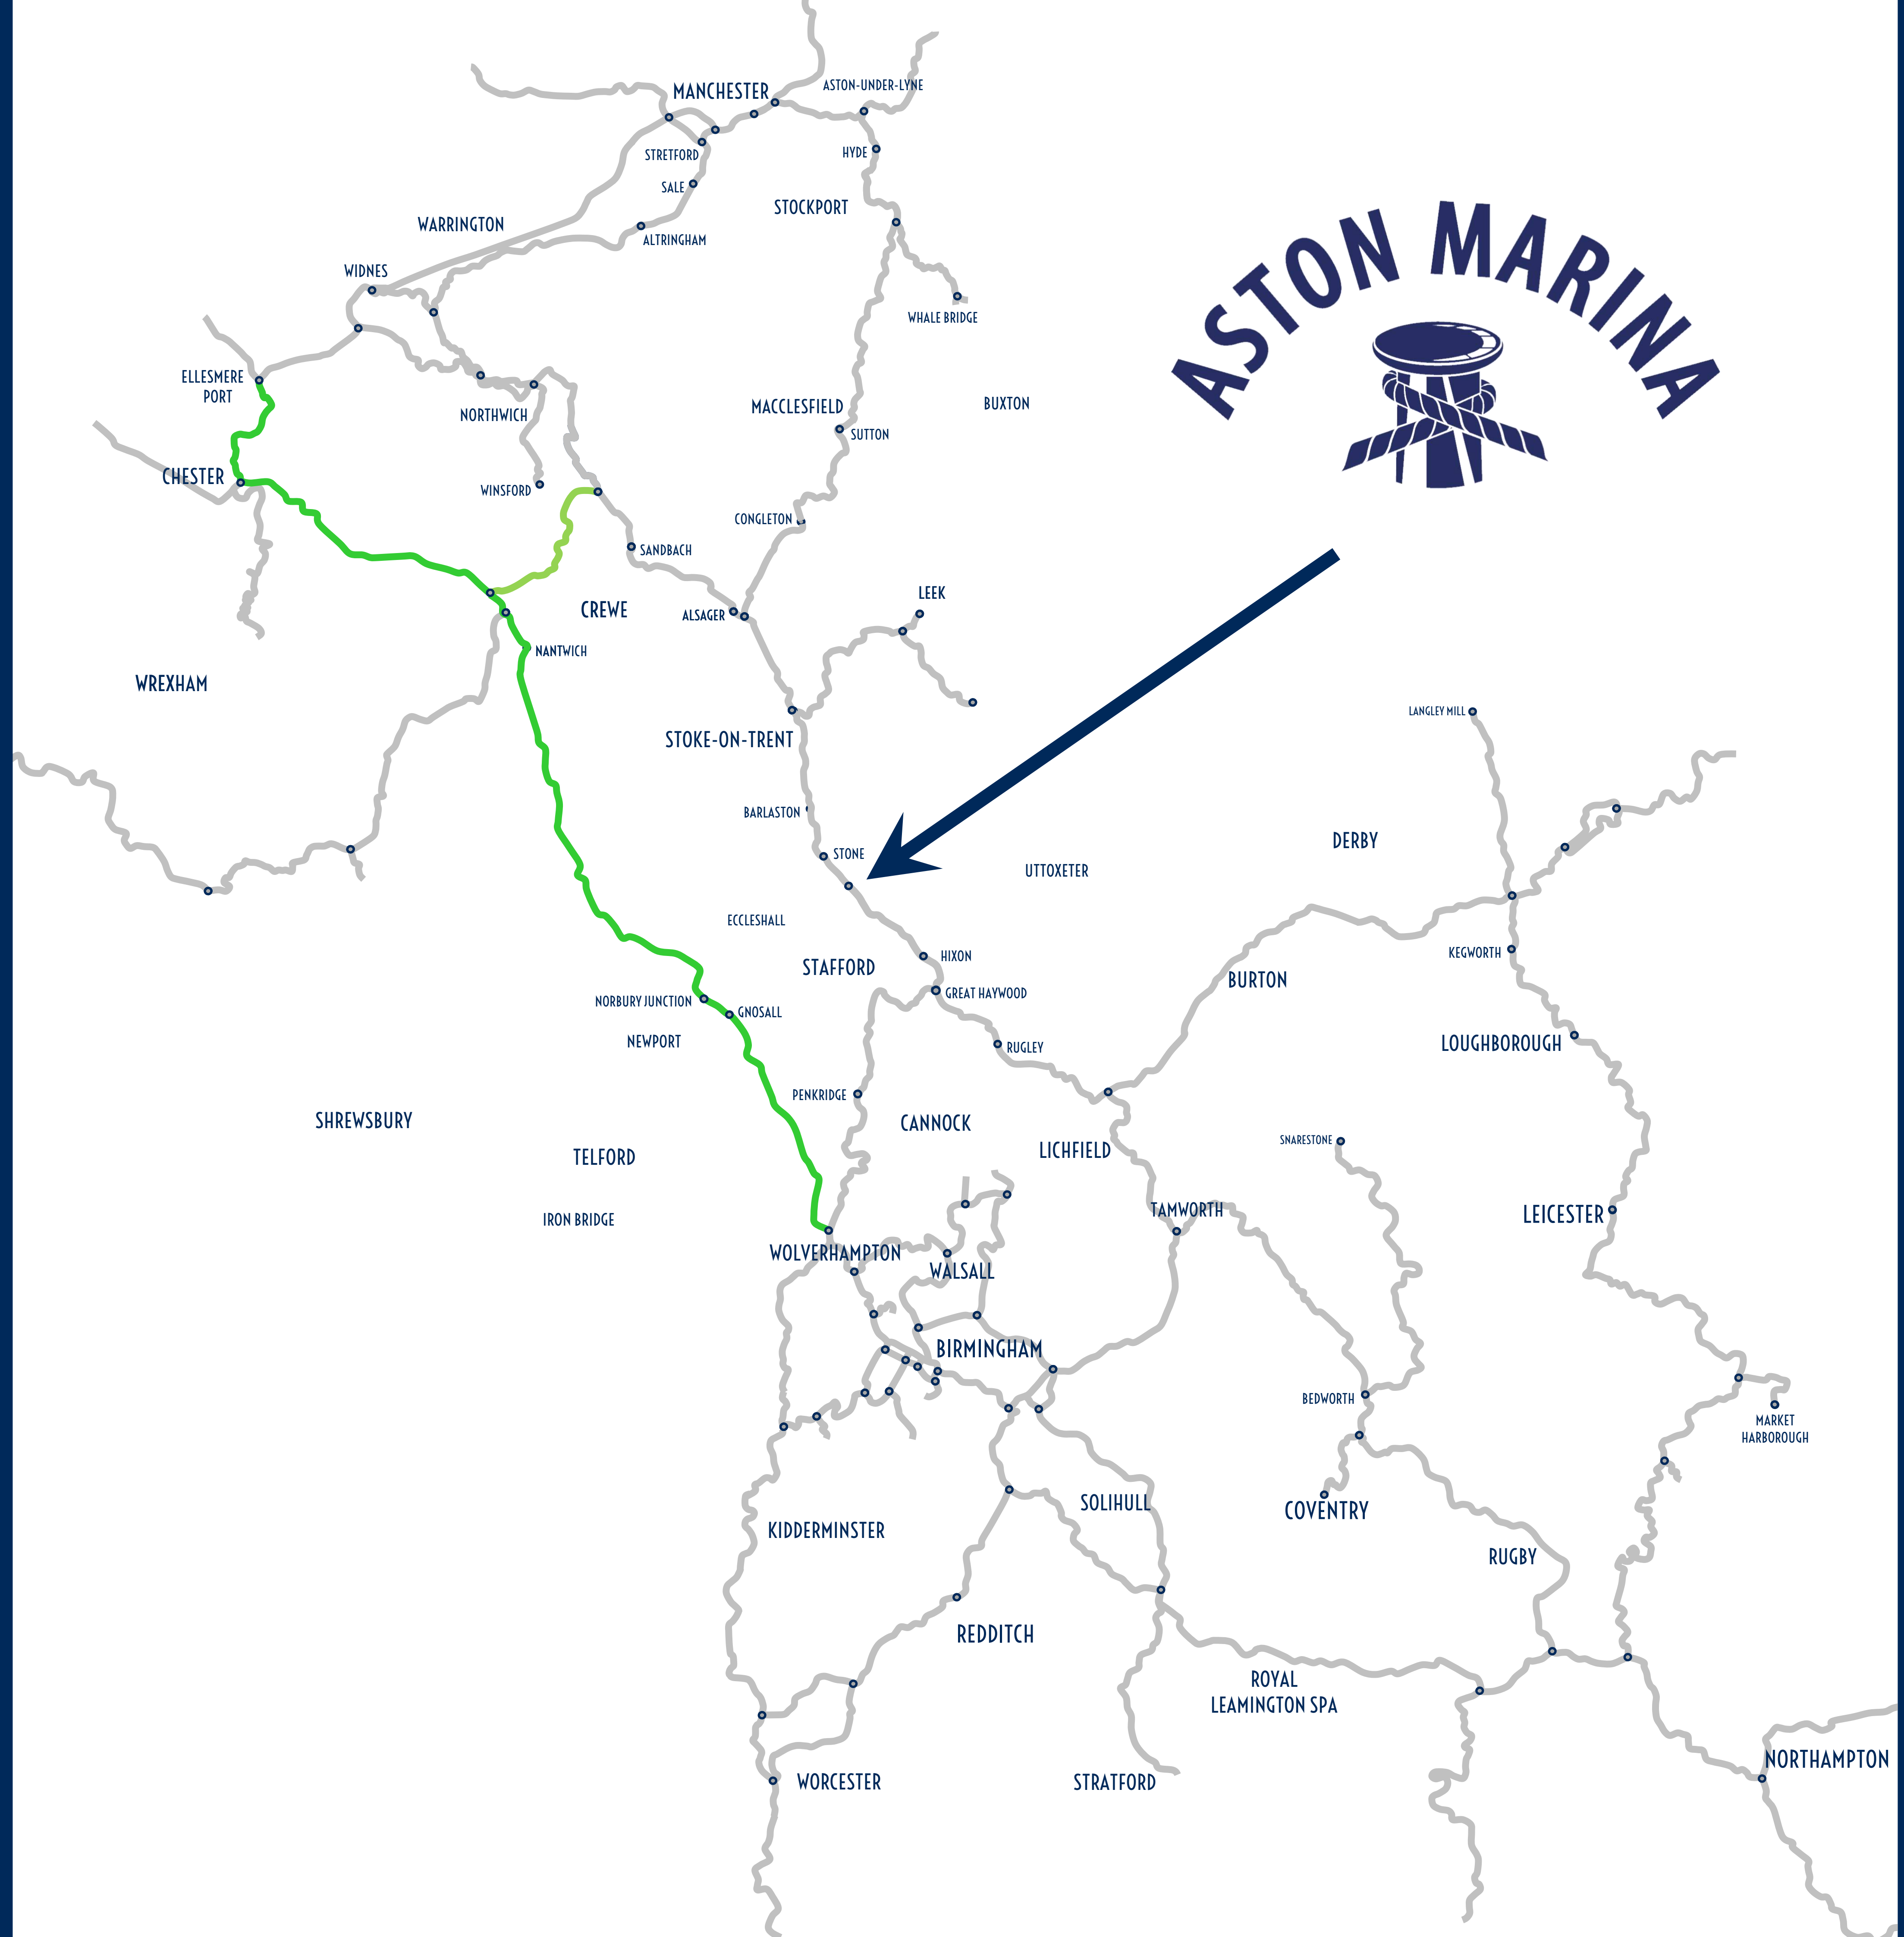 MANCHESTER
ASTON-UNDER-LYNE
STRETFORD
HYDE
SALE
STOCKPORT
WARRINGTON
ALTRINGHAM
WIDNES
WHALE BRIDGE
ASTON MARINA
ELLESMERE
PORT
NORTHWICH
MACCLESFIELD
BUXTON
SUTTON
CHESTER
WINSFORD
CONGLETON
SANDBACH
LEEK
CREWE
ALSAGER
NANTWICH
WREXHAM
LANGLEY MILL
STOKE-ON-TRENT
BARLASTON
DERBY
STONE
UTTOXETER
ECCLESHALL
KEGWORTH
HIXON
STAFFORD
BURTON
GREAT HAYWOOD
NORBURY JUNCTION
GNOSALL
NEWPORT
RUGLEY
LOUGHBOROUGH
PENKRIDGE
SHREWSBURY
CANNOCK
SNARESTONE
LICHFIELD
TELFORD
TAMWORTH
LEICESTER
IRON BRIDGE
WOLVERHAMPTON
WALSALL
BIRMINGHAM
BEDWORTH
MARKET
HARBOROUGH
SOLIHULL
COVENTRY
KIDDERMINSTER
RUGBY
REDDITCH
ROYAL
LEAMINGTON SPA
NORTHAMPTON
WORCESTER
STRATFORD